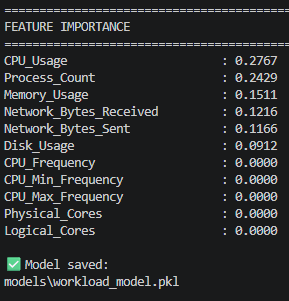 ========================================
FEATURE IMPORTANCE
========================================
CPU_Usage : 0.2767
Process_Count : 0.2429
Memory_Usage : 0.1511
Network_Bytes_Received : 0.1216
Network_Bytes_Sent : 0.1166
Disk_Usage : 0.0912
CPU_Frequency : 0.0000
CPU_Min_Frequency : 0.0000
CPU_Max_Frequency : 0.0000
Physical_Cores : 0.0000
Logical_Cores : 0.0000
✅ Model saved:
models\workload_model.pkl